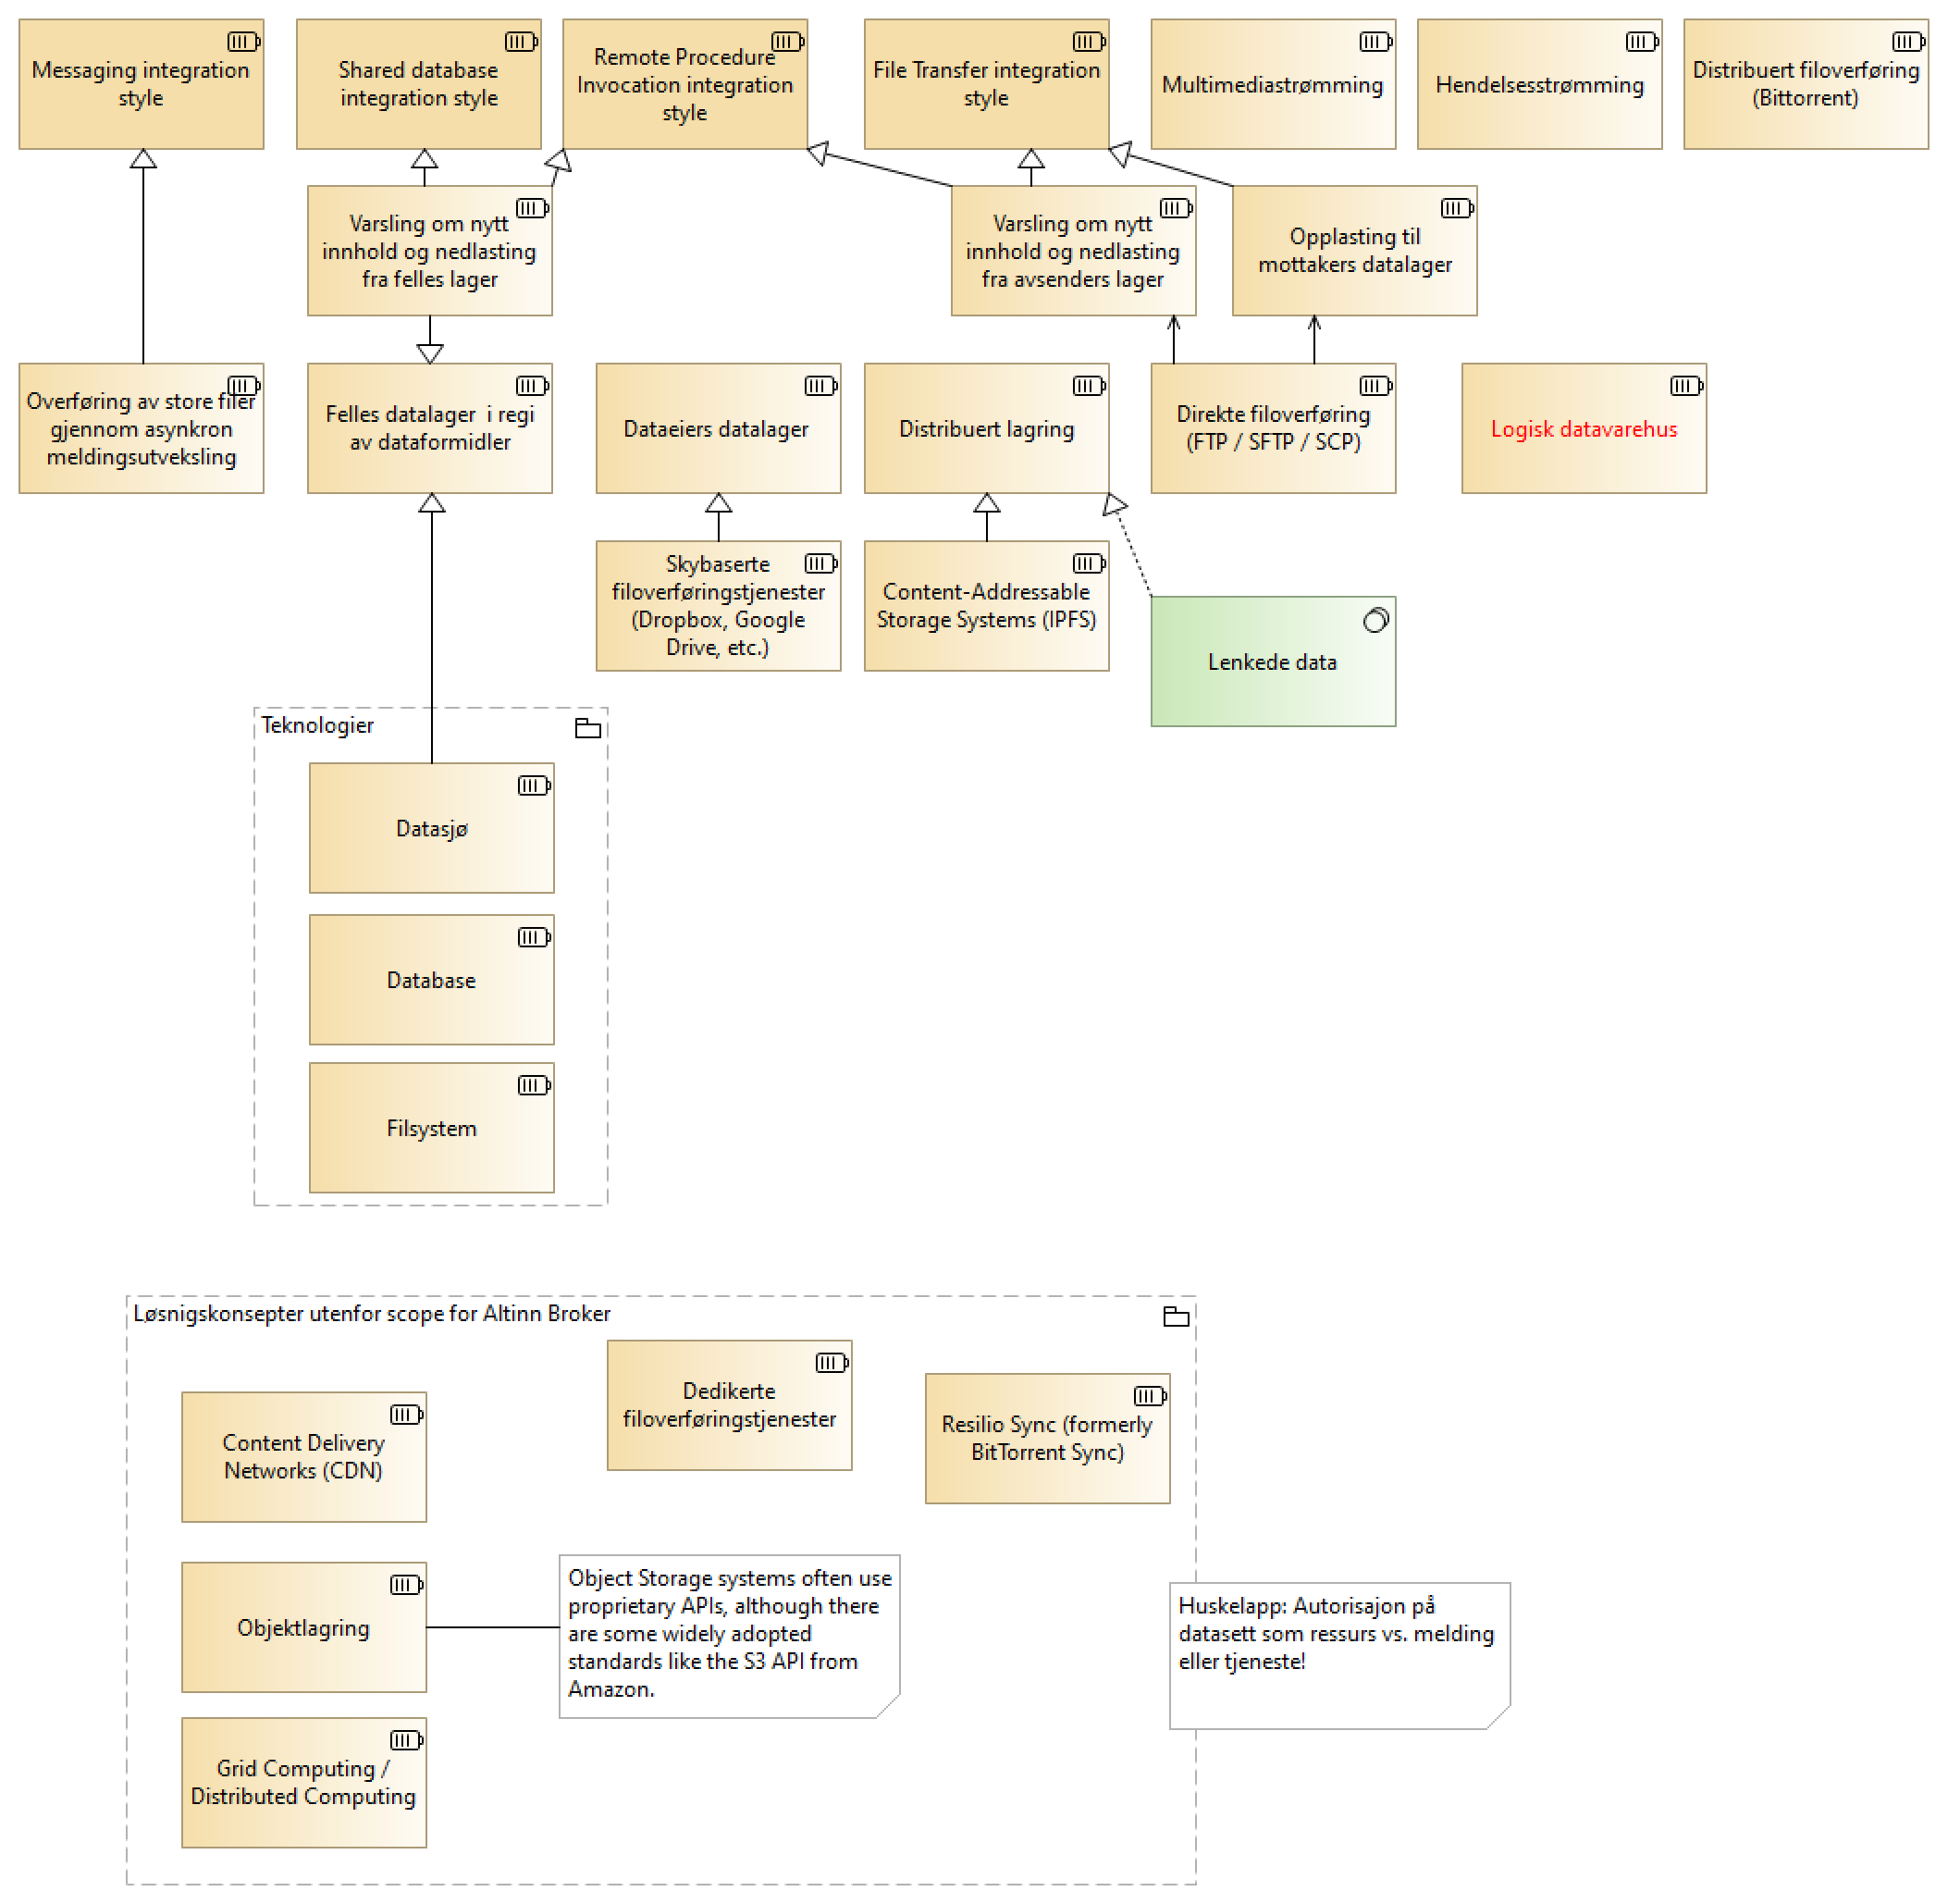 Messaging integration
style
Shared database
integration style
Remote Procedure
Invocation integration
style
File Transfer integration
style
Multimediastrømming
Hendelsesstrømming
Distribuert filoverføring
(Bittorrent)
Varsling om nytt
innhold og nedlasting
fra felles lager
Varsling om nytt
innhold og nedlasting
fra avsenders lager
Opplasting til
mottakers datalager
Overføring av store filer
gjennom asynkron
meldingsutveksling
Felles datalager  i regi
av dataformidler
Dataeiers datalager
Distribuert lagring
Direkte filoverføring
(FTP / SFTP / SCP)
Logisk datavarehus
Skybaserte
filoverføringstjenester
(Dropbox, Google
Drive, etc.)
Content-Addressable
Storage Systems (IPFS)
Lenkede data
Teknologier
Datasjø
Database
Filsystem
Løsnigskonsepter utenfor scope for Altinn Broker
Dedikerte
filoverføringstjenester
Resilio Sync (formerly
BitTorrent Sync)
Content Delivery
Networks (CDN)
Objektlagring
Object Storage systems often use
proprietary APIs, although there
are some widely adopted
standards like the S3 API from
Amazon.
Huskelapp: Autorisajon på
datasett som ressurs vs. melding
eller tjeneste!
Grid Computing /
Distributed Computing